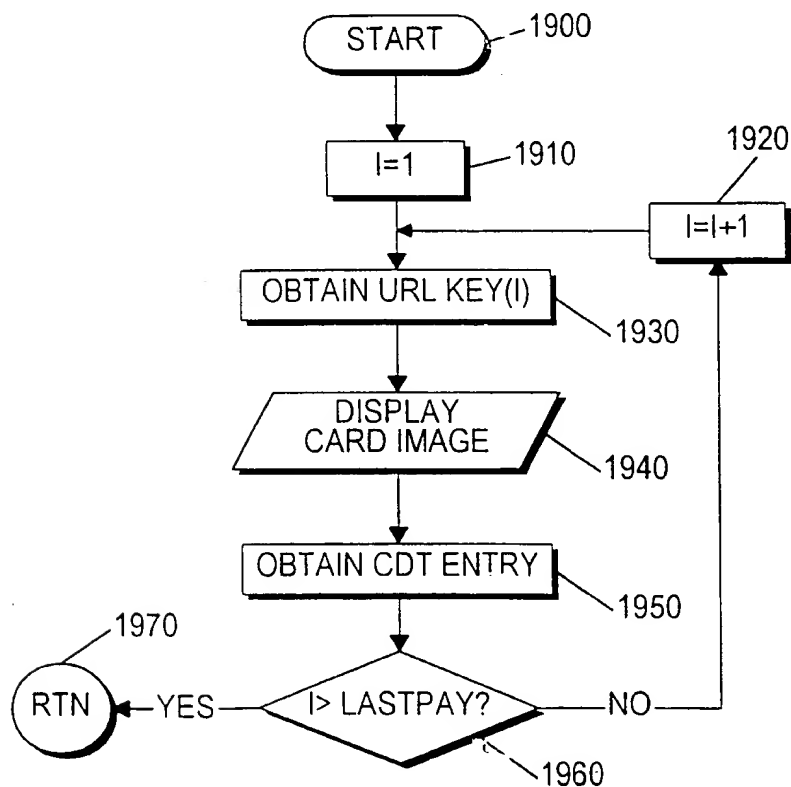 START
1900
I=1
1910
1920
I=I+1
OBTAIN URL KEY(I)
1930
DISPLAY
CARD IMAGE
1940
OBTAIN CDT ENTRY
1950
1970
RTN
YES
I> LASTPAY?
NO
1960